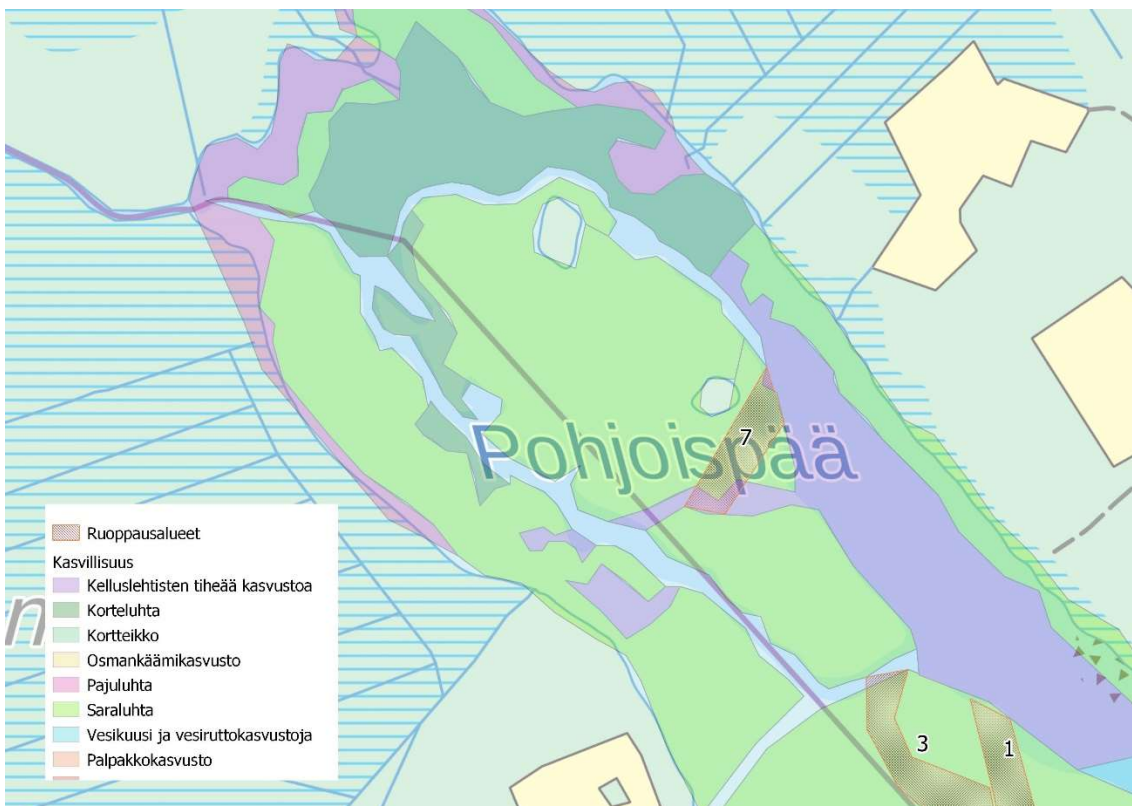 Pohjoispää
7
3
1
Ruoppausalueet
Kasvillisuus
Kelluslehtisten tiheää kasvustoa
Korteluhta
Kortteikko
Osmankäämikasvusto
Pajuluhta
Saraluhta
Vesikuusi ja vesiruttokasvustoja
Palpakkokasvusto